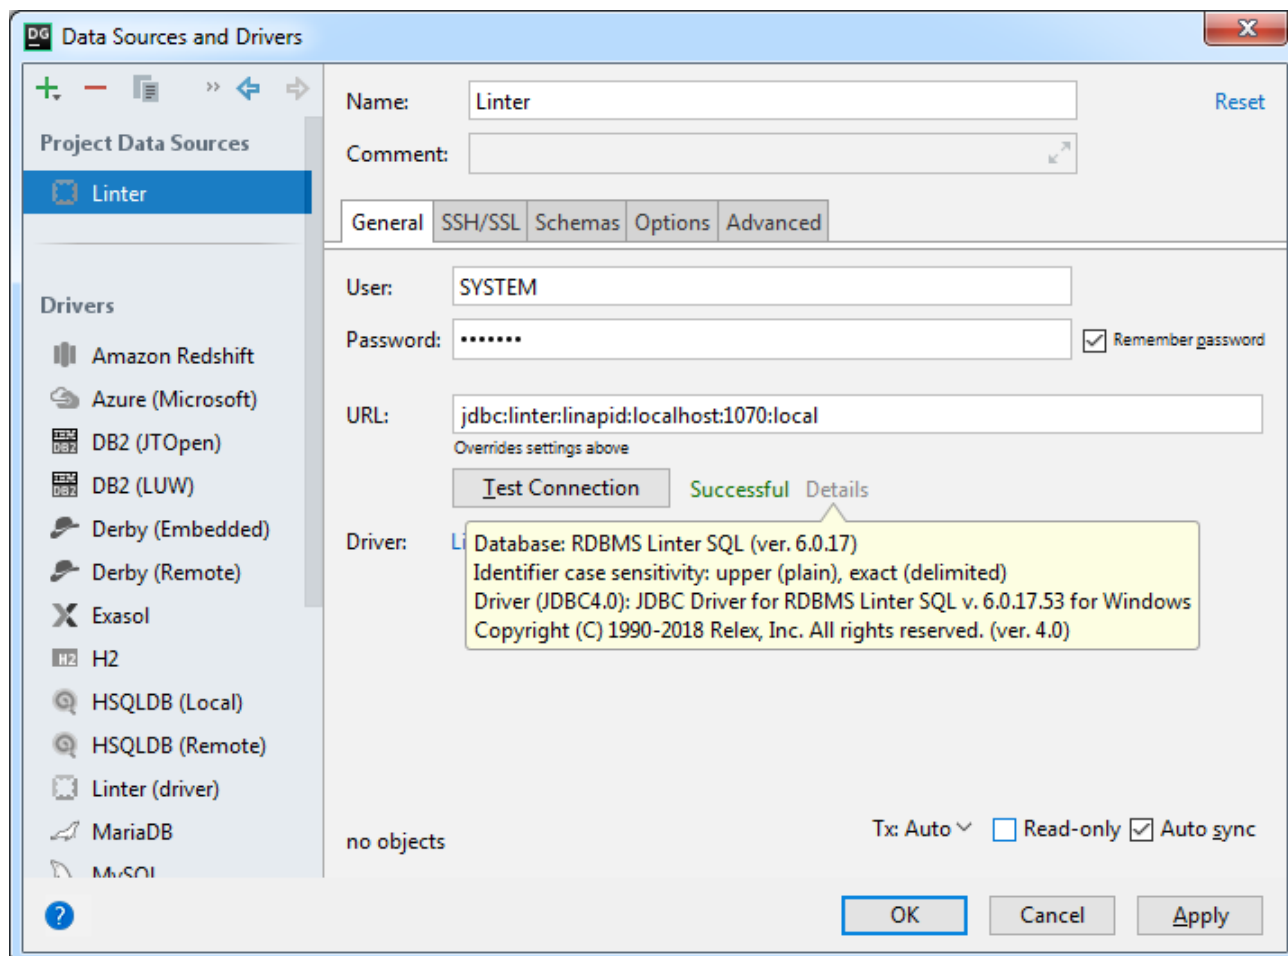 DG Data Sources and Drivers
Project Data Sources
Linter
Drivers
Amazon Redshift
Azure (Microsoft)
DB2 (JTOpen)
DB2 (LUW)
Derby (Embedded)
Derby (Remote)
Exasol
H2 H2
HSQLDB (Local)
HSQLDB (Remote)
Linter (driver)
MariaDB
MySQL
Name: Linter Reset
Comment:
General SSH/SSL Schemas Options Advanced
User: SYSTEM
Password: ••••••• Remember password
URL: jdbc:linter:linapid:localhost:1070:local
Overrides settings above
Test Connection Successful Details
Driver: Li
Database: RDBMS Linter SQL (ver. 6.0.17)
Identifier case sensitivity: upper (plain), exact (delimited)
Driver (JDBC4.0): JDBC Driver for RDBMS Linter SQL v. 6.0.17.53 for Windows
Copyright (C) 1990-2018 Relex, Inc. All rights reserved. (ver. 4.0)
no objects Tx: Auto Read-only Auto sync
? OK Cancel Apply